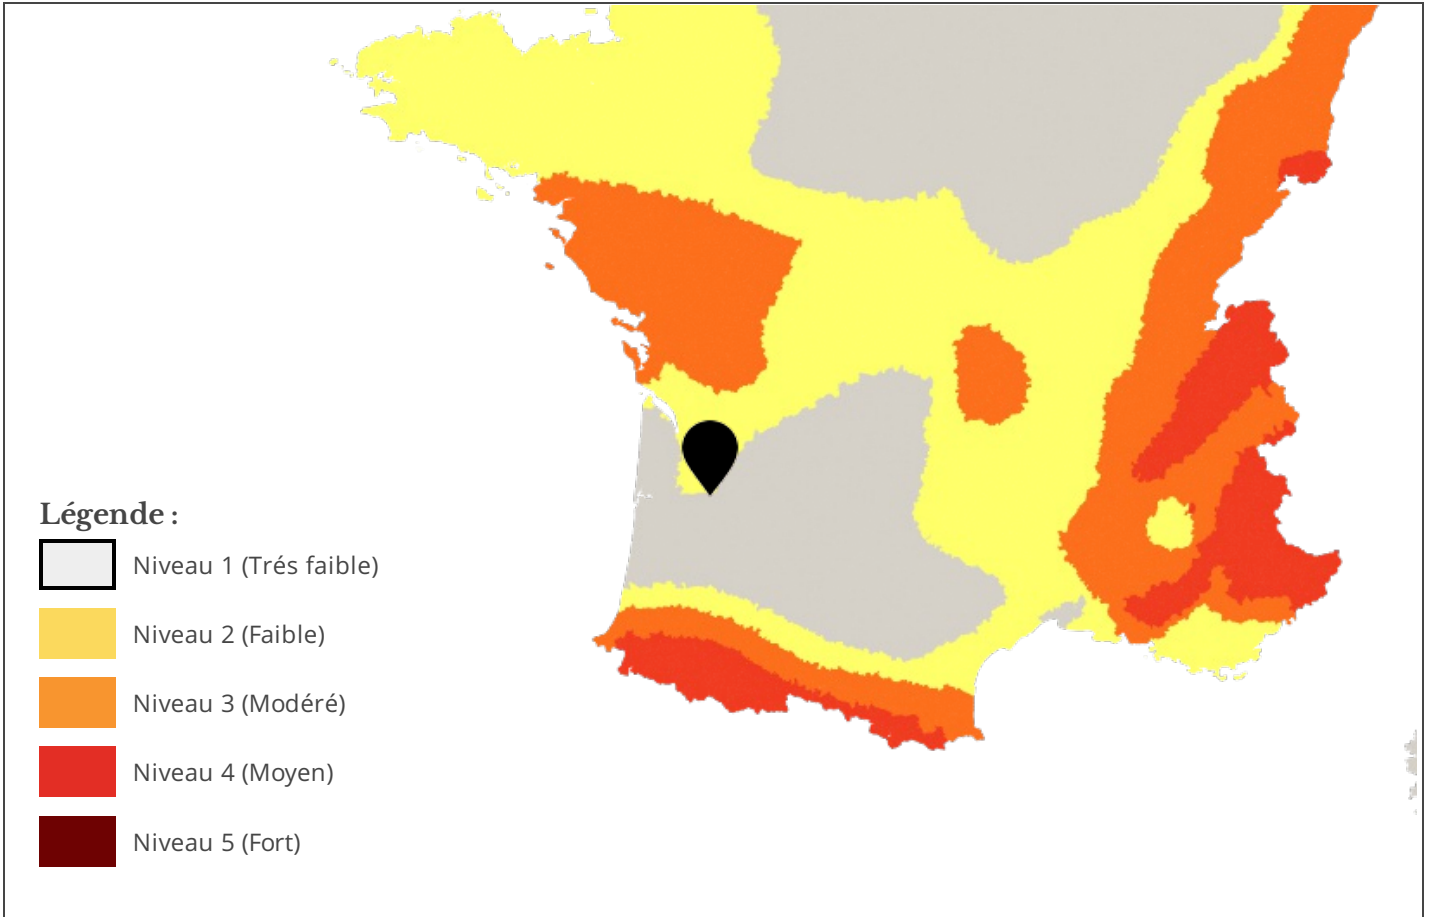 Légende :
Niveau 1 (Trés faible)
Niveau 2 (Faible)
Niveau 3 (Modéré)
Niveau 4 (Moyen)
Niveau 5 (Fort)